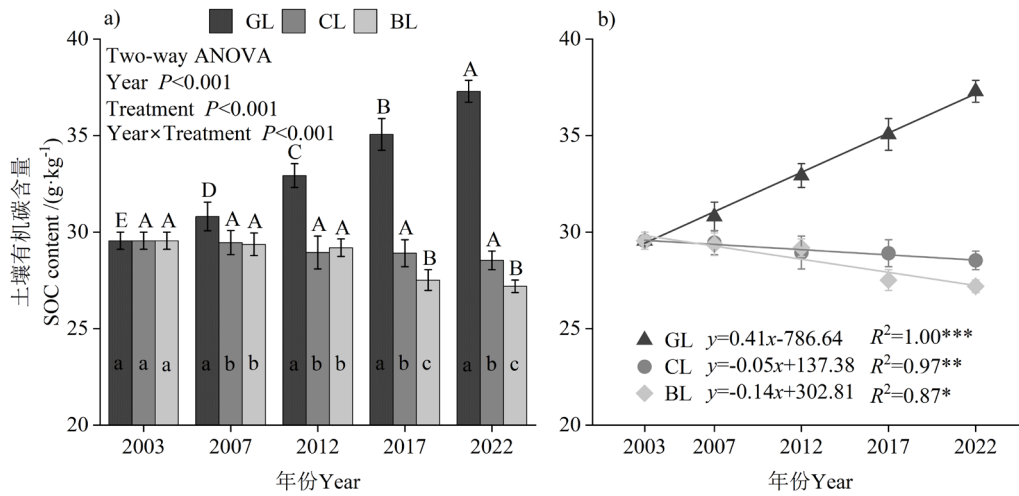 a)
GL CL BL
Two-way ANOVA
Year P<0.001
Treatment P<0.001
Year×Treatment P<0.001
土壤有机碳含量
SOC content /(g·kg⁻¹)
40
35
30
25
20
E A A
D A A
C A A
B A B
A A B
a a a
a b b
a b b
a b c
a b c
2003 2007 2012 2017 2022
年份Year
b)
40
35
30
25
20
GL y=0.41x-786.64 R²=1.00***
CL y=-0.05x+137.38 R²=0.97**
BL y=-0.14x+302.81 R²=0.87*
2003 2007 2012 2017 2022
年份Year